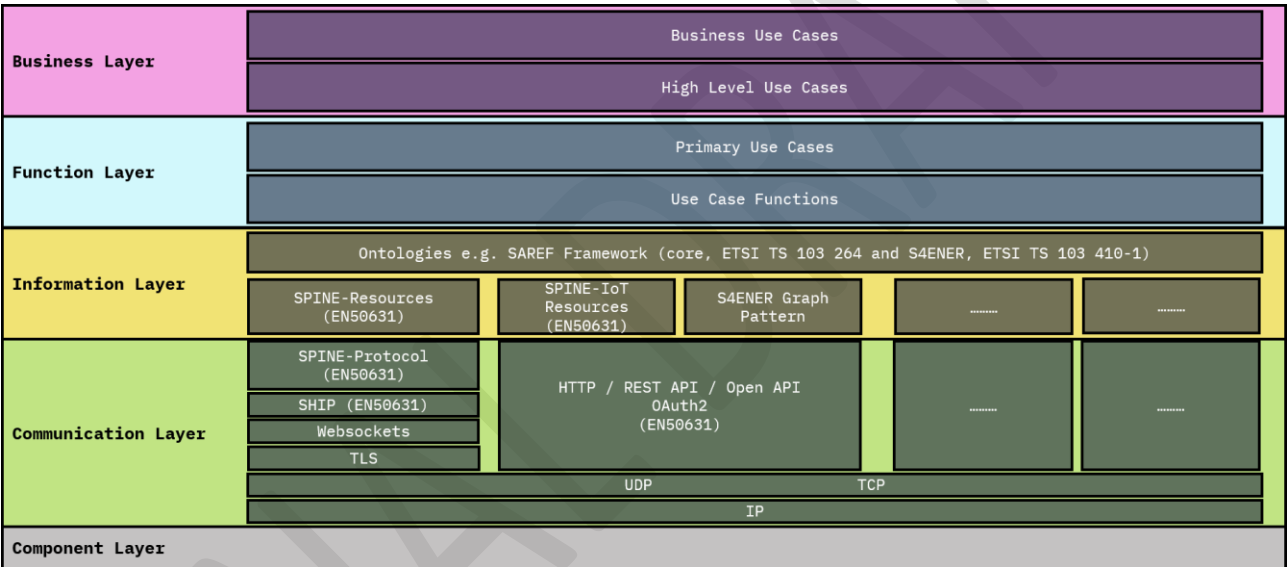 Business Layer
Business Use Cases
High Level Use Cases
Function Layer
Primary Use Cases
Use Case Functions
Information Layer
Ontologies e.g. SAREF Framework (core, ETSI TS 103 264 and S4ENER, ETSI TS 103 410-1)
SPINE-Resources
(EN50631)
SPINE-IoT
Resources
(EN50631)
S4ENER Graph
Pattern
………
………
Communication Layer
SPINE-Protocol
(EN50631)
SHIP (EN50631)
Websockets
TLS
HTTP / REST API / Open API
OAuth2
(EN50631)
………
………
UDP TCP
IP
Component Layer